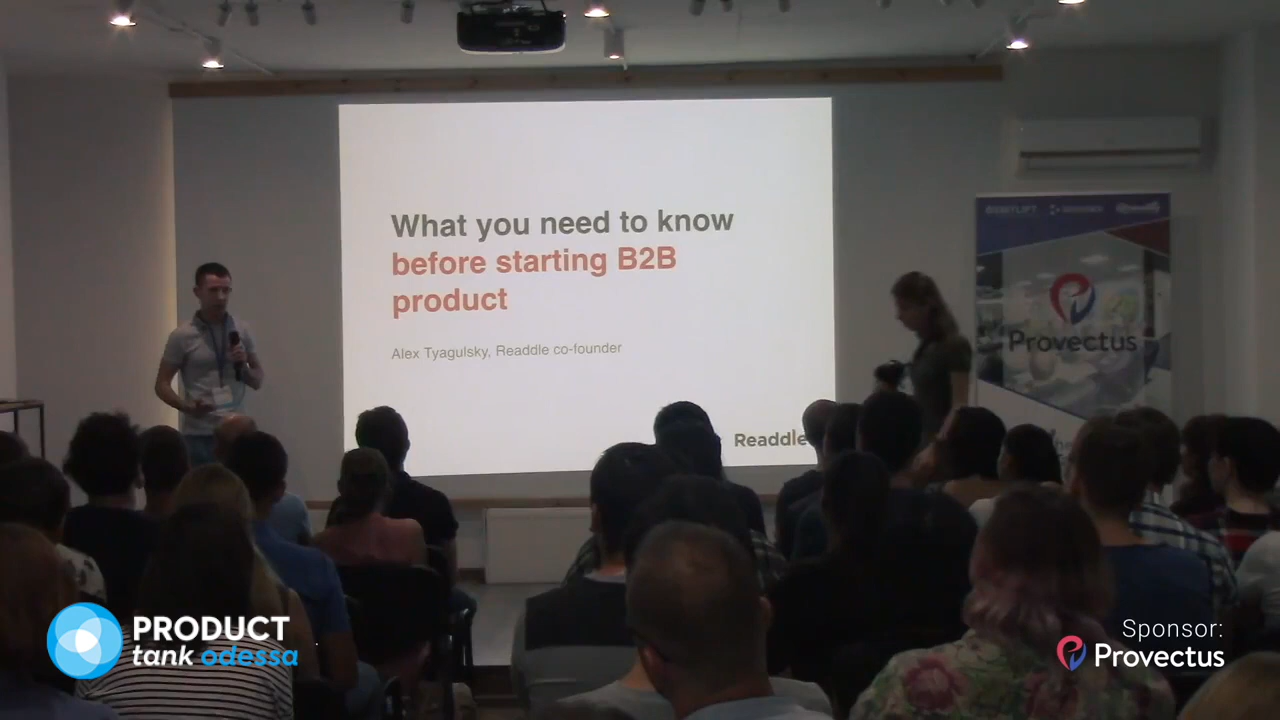 What you need to know
before starting B2B
product
Alex Tyagulsky, Readdle co-founder
Readdle
Provectus
PRODUCT
tank odessa
Sponsor:
Provectus